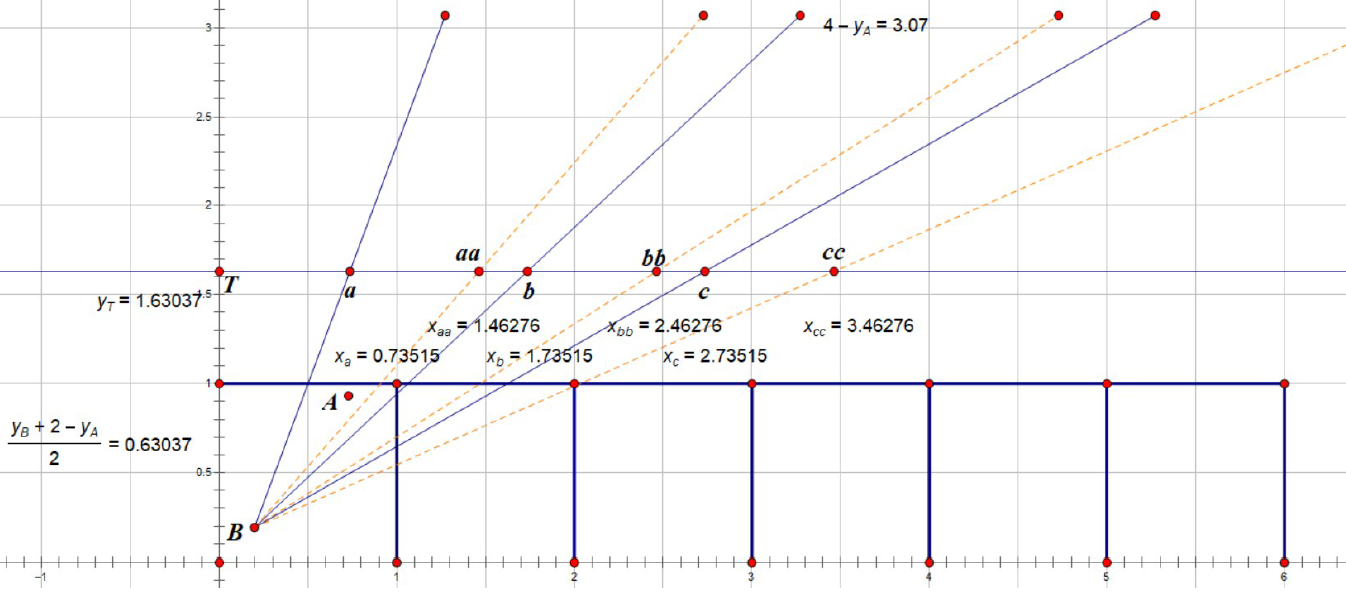 3
4 – y_A = 3.07
2.5
2
aa
bb
cc
T
a
b
c
y_T = 1.63037
1.5
x_aa = 1.46276
x_bb = 2.46276
x_cc = 3.46276
x_a = 0.73515
x_b = 1.73515
x_c = 2.73515
1
A
(y_B + 2 – y_A)/2 = 0.63037
0.5
B
–1
1
2
3
4
5
6